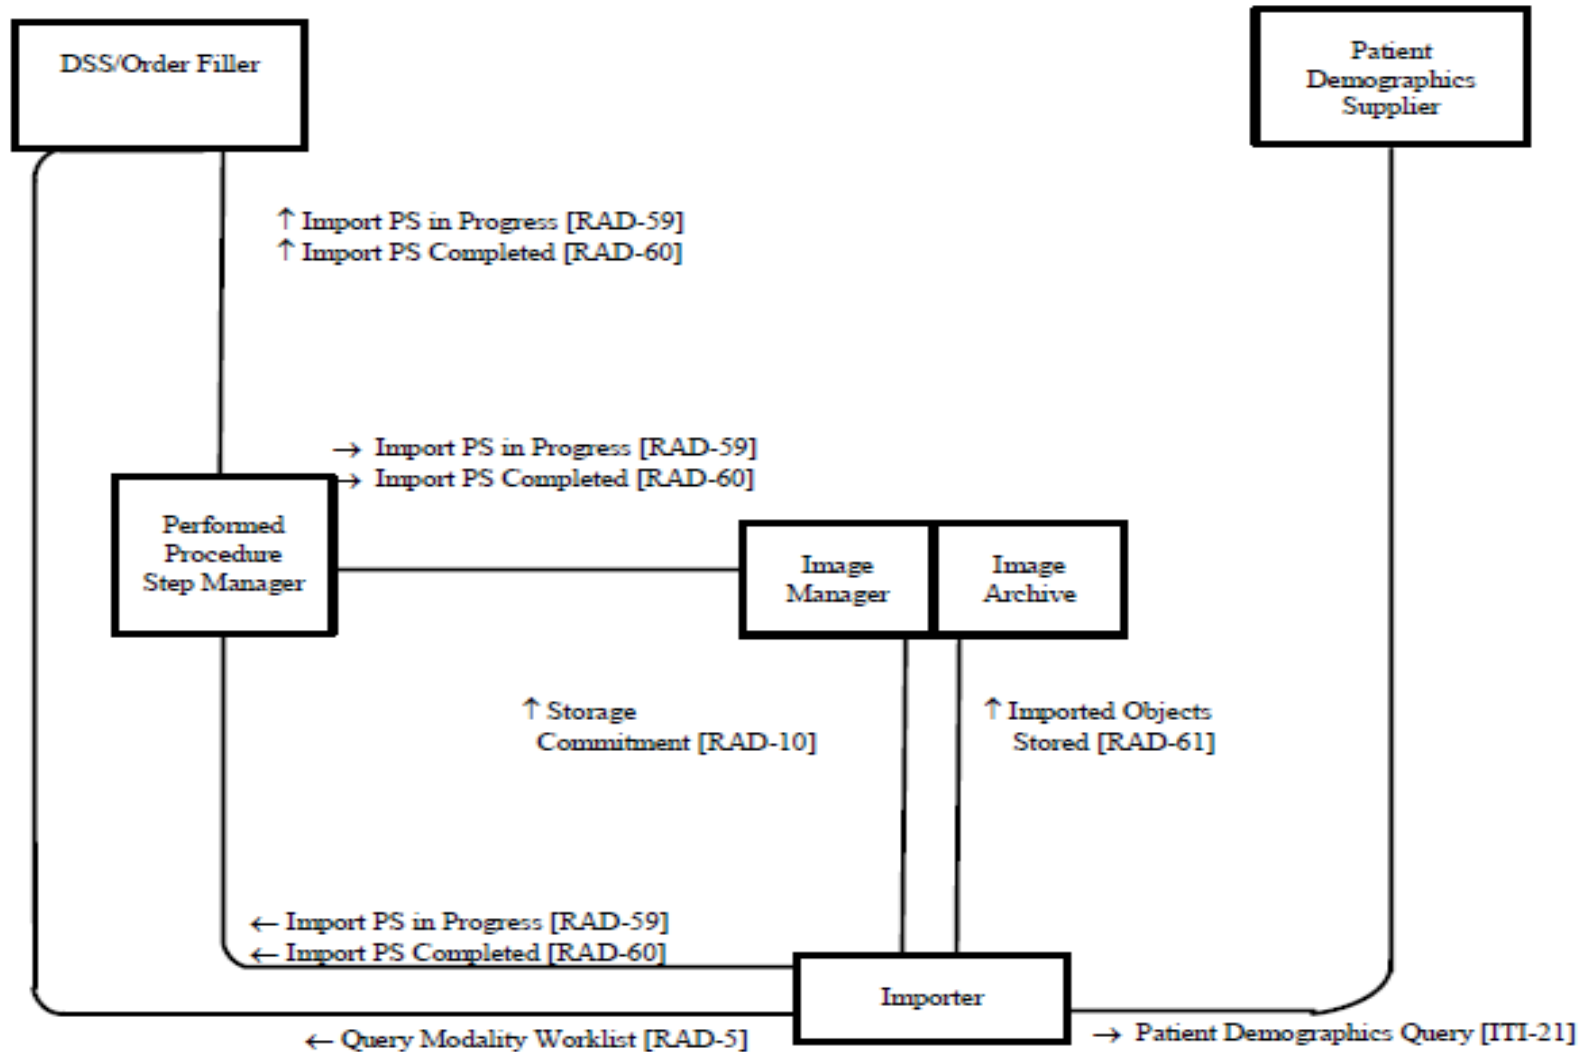 DSS/Order Filler
Patient
Demographics
Supplier
↑ Import PS in Progress [RAD-59]
↑ Import PS Completed [RAD-60]
→ Import PS in Progress [RAD-59]
→ Import PS Completed [RAD-60]
Performed
Procedure
Step Manager
Image
Manager
Image
Archive
↑ Storage
Commitment [RAD-10]
↑ Imported Objects
Stored [RAD-61]
← Import PS in Progress [RAD-59]
← Import PS Completed [RAD-60]
Importer
← Query Modality Worklist [RAD-5]
→ Patient Demographics Query [ITI-21]